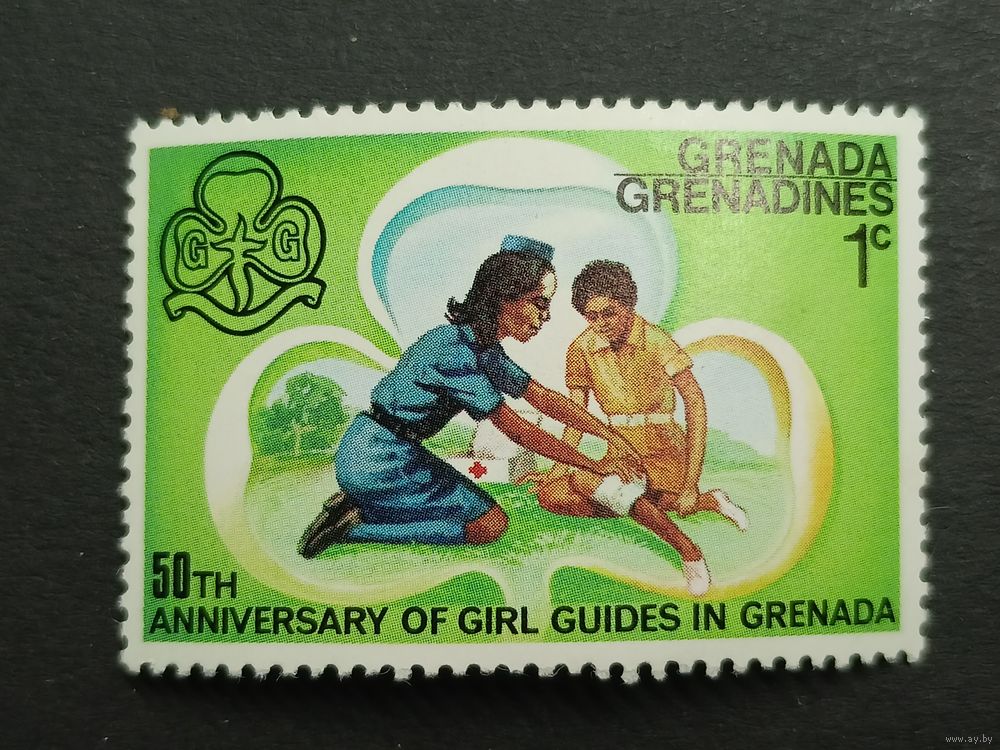 GRENADA
GRENADINES
1c
G G
50TH
ANNIVERSARY OF GIRL GUIDES IN GRENADA
www.ay.by